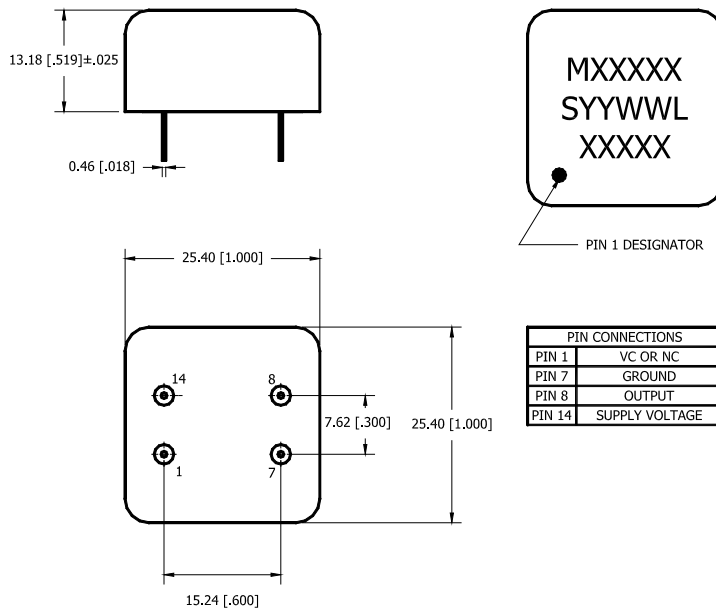 13.18 [.519]±.025
0.46 [.018]
MXXXXX
SYYWWL
XXXXX
PIN 1 DESIGNATOR
25.40 [1.000]
14
8
1
7
7.62 [.300]
25.40 [1.000]
15.24 [.600]
PIN CONNECTIONS
PIN 1 VC OR NC
PIN 7 GROUND
PIN 8 OUTPUT
PIN 14 SUPPLY VOLTAGE